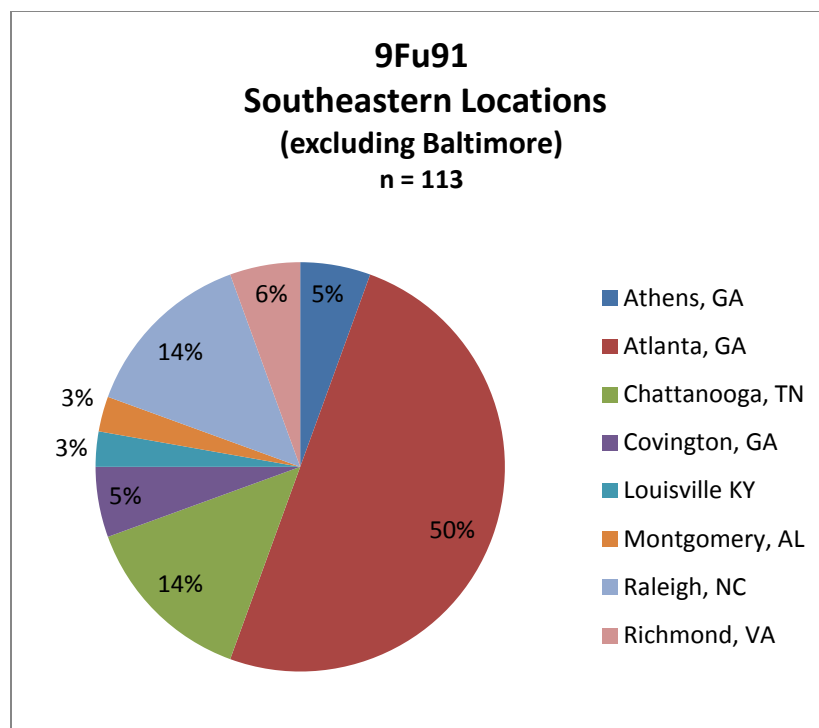 9Fu91
Southeastern Locations
(excluding Baltimore)
n = 113
6%
5%
14%
3%
3%
5%
14%
50%
Athens, GA
Atlanta, GA
Chattanooga, TN
Covington, GA
Louisville KY
Montgomery, AL
Raleigh, NC
Richmond, VA